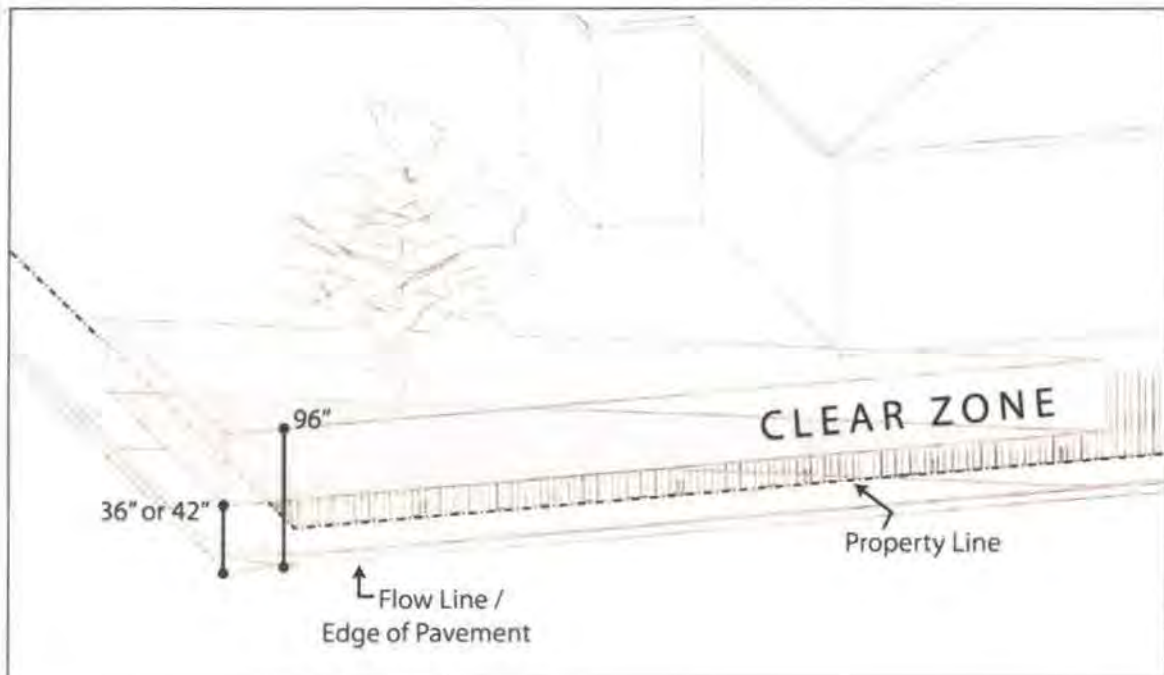 96"
CLEAR ZONE
36" or 42"
Property Line
Flow Line /
Edge of Pavement